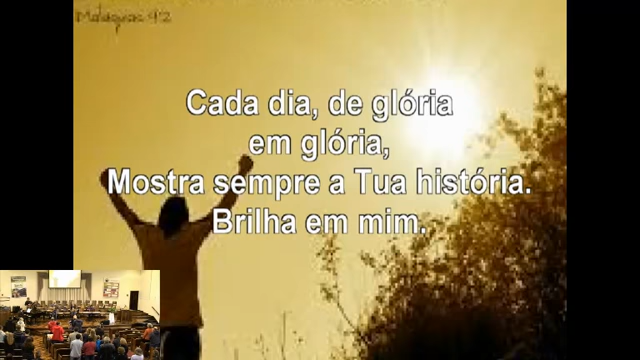 Malaquias 4:2
Cada dia, de glória
em glória,
Mostra sempre a Tua história.
Brilha em mim.